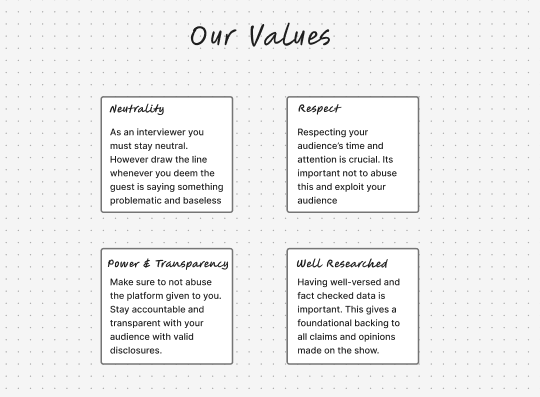 Our Values
Neutrality
As an interviewer you
must stay neutral.
However draw the line
whenever you deem the
guest is saying something
problematic and baseless
Respect
Respecting your
audience's time and
attention is crucial. Its
important not to abuse
this and exploit your
audience
Power & Transparency
Make sure to not abuse
the platform given to you.
Stay accountable and
transparent with your
audience with valid
disclosures.
Well Researched
Having well-versed and
fact checked data is
important. This gives a
foundational backing to
all claims and opinions
made on the show.